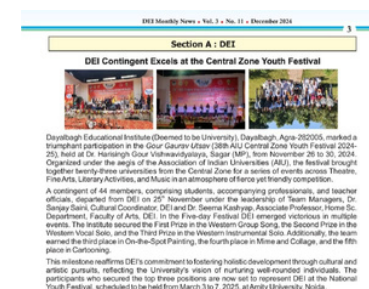 DEI Monthly News • Vol. 3 • No. 11 • December 2024
3
Section A : DEI
DEI Contingent Excels at the Central Zone Youth Festival
Dayalbagh Educational Institute (Deemed to be University), Dayalbagh, Agra-282005, marked a
triumphant participation in the Gour Gaurav Utsav (38th AIU Central Zone Youth Festival 2024-
25), held at Dr. Harisingh Gour Vishwavidyalaya, Sagar (MP), from November 26 to 30, 2024.
Organized under the aegis of the Association of Indian Universities (AIU), the festival brought
together twenty-three universities from the Central Zone for a series of events across Theatre,
Fine Arts, Literary Activities, and Music in an atmosphere of fierce yet friendly competition.
A contingent of 44 members, comprising students, accompanying professionals, and teacher
officials, departed from DEI on 25th November under the leadership of Team Managers, Dr.
Sanjay Saini, Cultural Coordinator, DEI and Dr. Seema Kashyap, Associate Professor, Home Sc.
Department, Faculty of Arts, DEI. In the Five-day Festival DEI emerged victorious in multiple
events. The institute secured the First Prize in the Western Group Song, the Second Prize in the
Western Vocal Solo, and the Third Prize in the Western Instrumental Solo. Additionally, the team
earned the third place in On-the-Spot Painting, the fourth place in Mime and Collage, and the fifth
place in Cartooning.
This milestone reaffirms DEI's commitment to fostering holistic development through cultural and
artistic pursuits, reflecting the University's vision of nurturing well-rounded individuals. The
participants who secured the top three positions are now set to represent DEI at the National
Youth Festival, scheduled to be held from March 3 to 7, 2025, at Amity University, Noida.